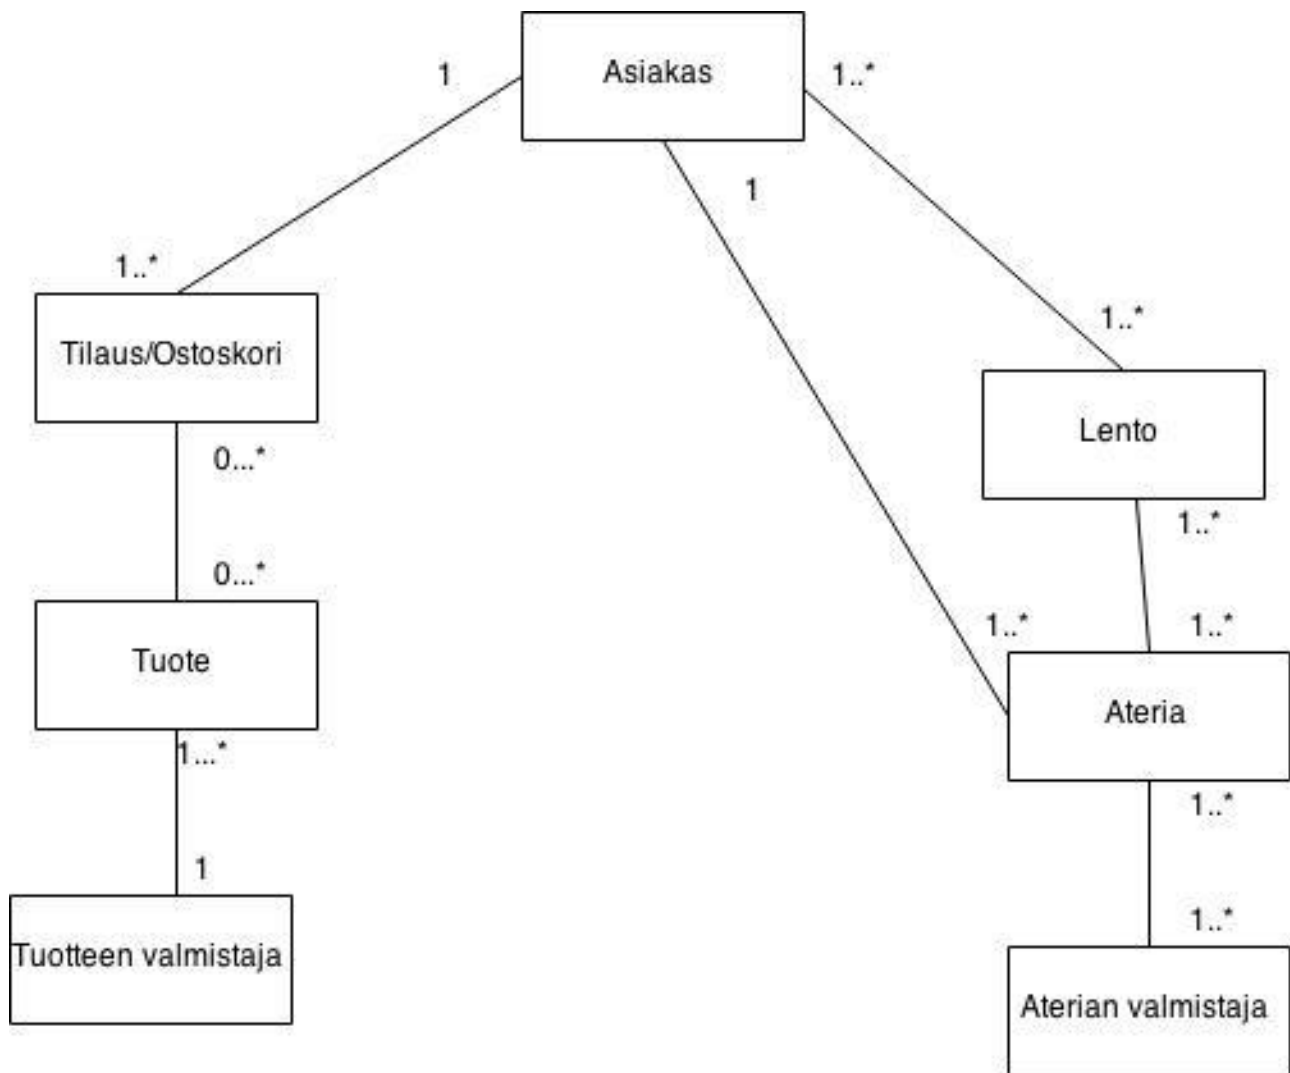 Asiakas
1
1..*
1
1..*
Tilaus/Ostoskori
1..*
Lento
0...*
1..*
0...*
1..*
1..*
Tuote
Ateria
1...*
1..*
1
1..*
Tuotteen valmistaja
Aterian valmistaja